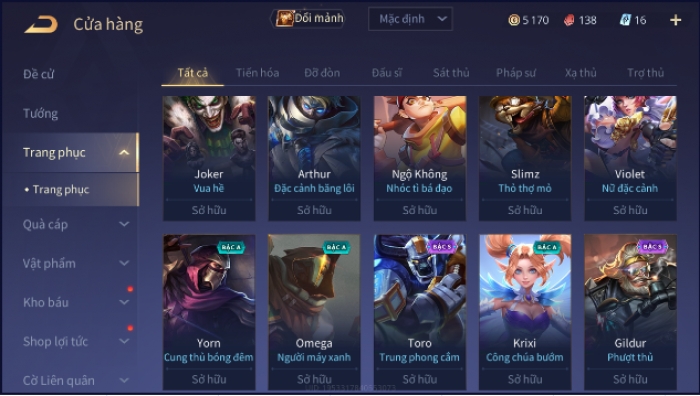 Cửa hàng
Đổi mảnh
Mặc định
5 170
138
16
Đề cử
Tướng
Trang phục
• Trang phục
Quà cáp
Vật phẩm
Kho báu
Shop lợi tức
Cờ Liên quân
Tất cả
Tiến hóa
Đỡ đòn
Đấu sĩ
Sát thủ
Pháp sư
Xạ thủ
Trợ thủ
Joker
Vua hề
Sở hữu
Arthur
Đặc cảnh băng lôi
Sở hữu
Ngộ Không
Nhóc tì bá đạo
Sở hữu
Slimz
Thỏ thợ mỏ
Sở hữu
Violet
Nữ đặc cảnh
Sở hữu
BẬC A
Yorn
Cung thủ bóng đêm
Sở hữu
BẬC A
Omega
Người máy xanh
Sở hữu
BẬC S
Toro
Trung phong cắm
Sở hữu
BẬC A
Krixi
Công chúa bướm
Sở hữu
BẬC S
Gildur
Phượt thủ
Sở hữu